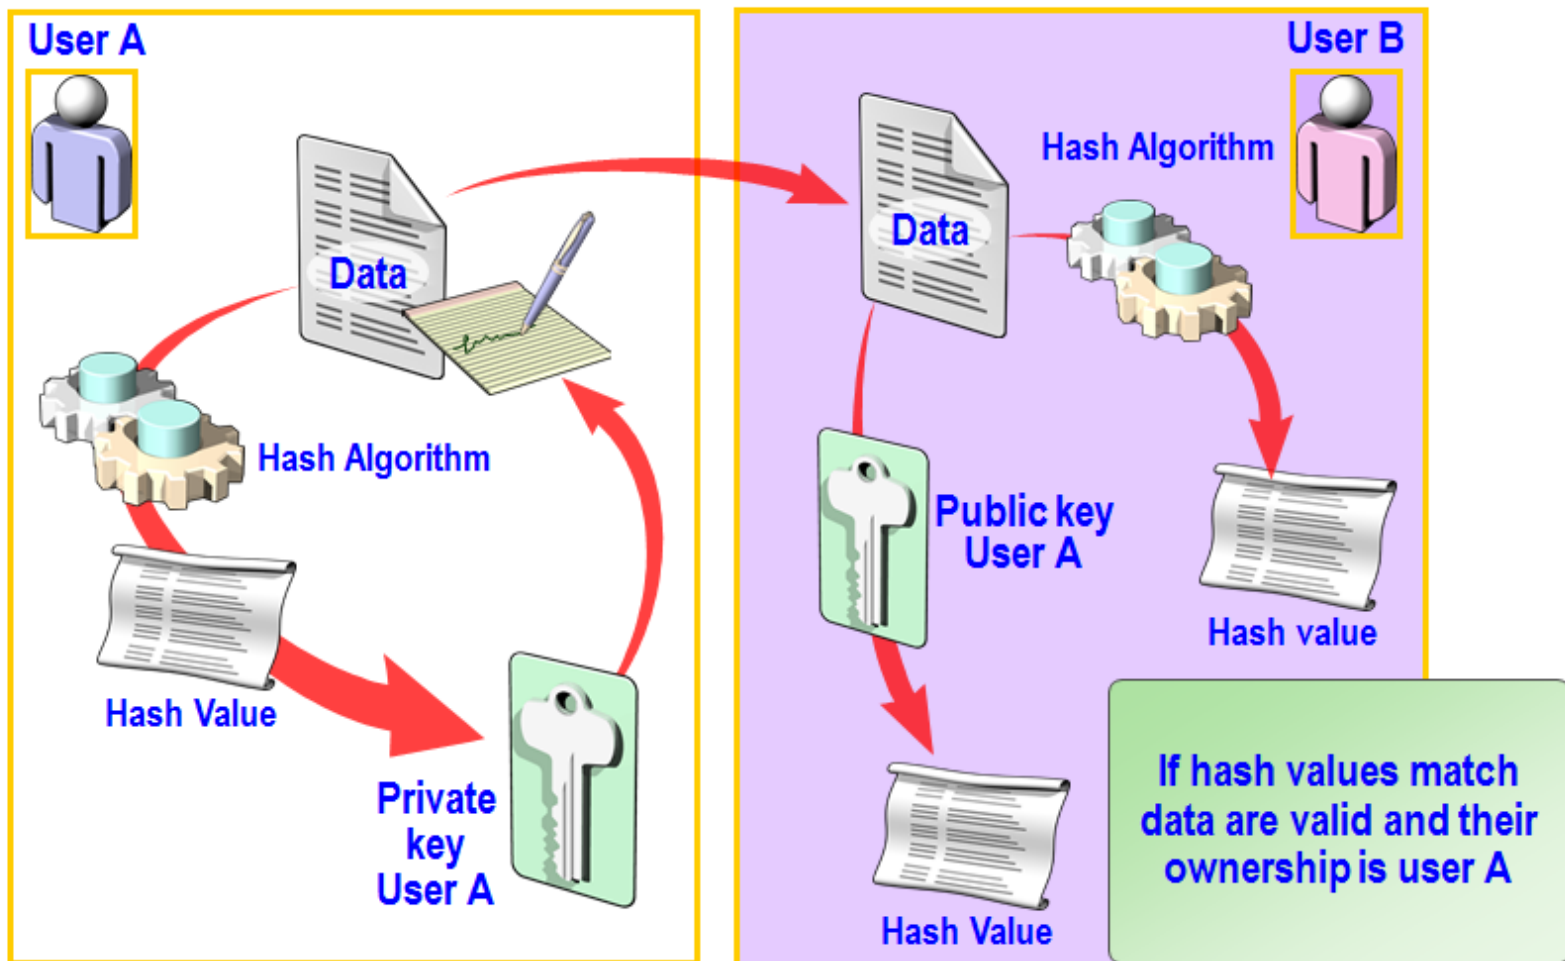 User A
Data
Hash Algorithm
Hash Value
Private
key
User A
User B
Hash Algorithm
Data
Public key
User A
Hash value
Hash Value
If hash values match
data are valid and their
ownership is user A